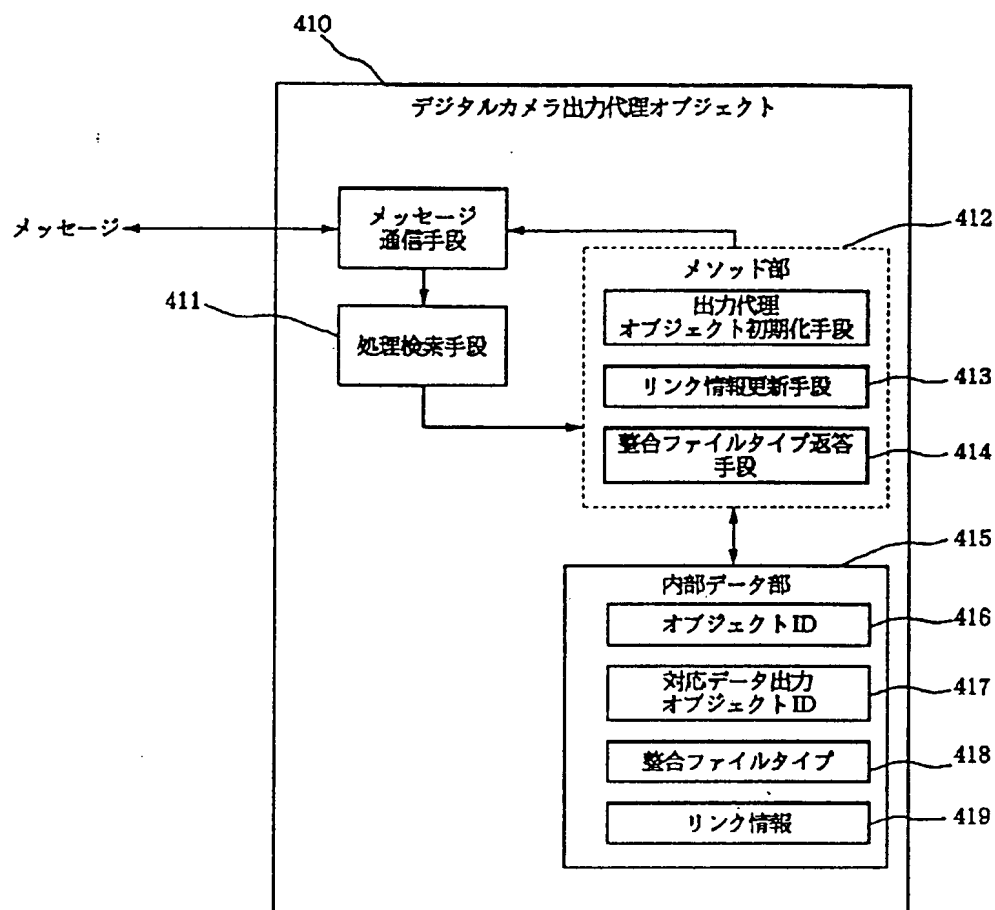 410
デジタルカメラ出力代理オブジェクト
メッセージ
メッセージ
通信手段
411
処理検索手段
412
メソッド部
出力代理
オブジェクト初期化手段
リンク情報更新手段
413
整合ファイルタイプ返答
手段
414
415
内部データ部
オブジェクトID
416
対応データ出力
オブジェクトID
417
整合ファイルタイプ
418
リンク情報
419